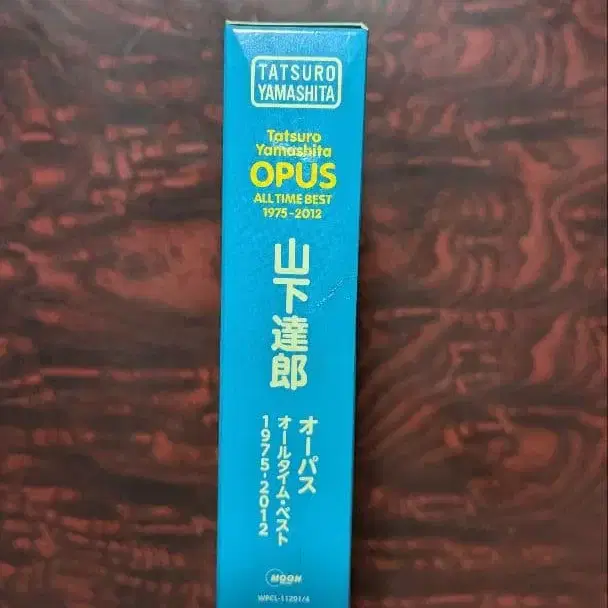 TATSURO
YAMASHITA
Tatsuro
Yamashita
OPUS
ALL TIME BEST
1975-2012
山下達郎
オーパス
オールタイム・ベスト
1975-2012
MOON
WPCL-11201/4